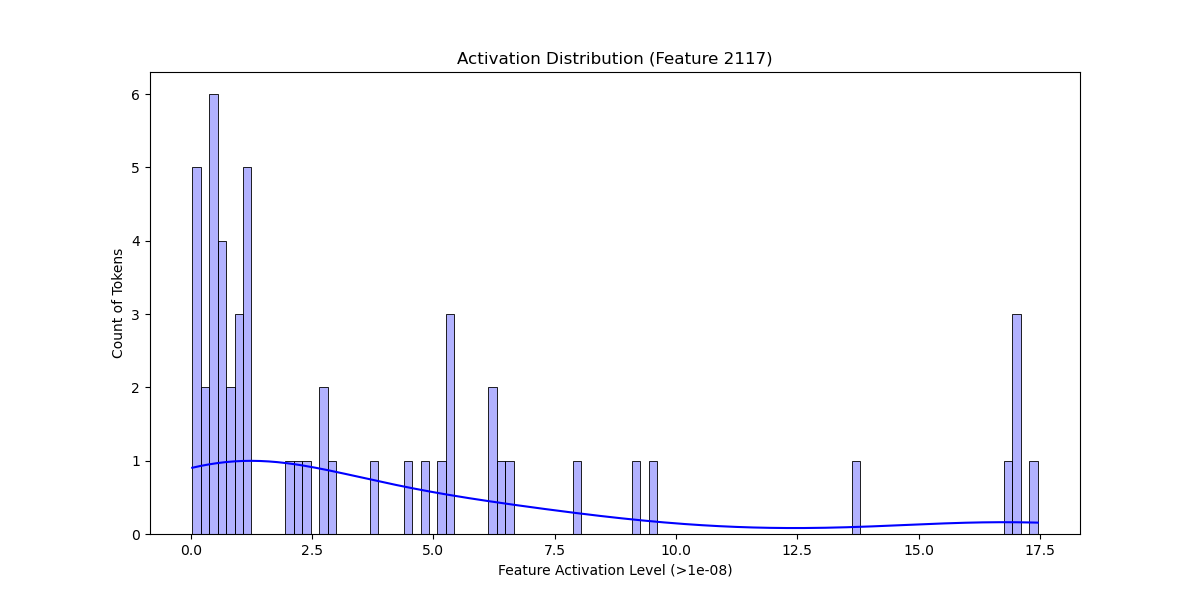 Activation Distribution (Feature 2117)
Count of Tokens
6
5
4
3
2
1
0
0.0 2.5 5.0 7.5 10.0 12.5 15.0 17.5
Feature Activation Level (>1e-08)